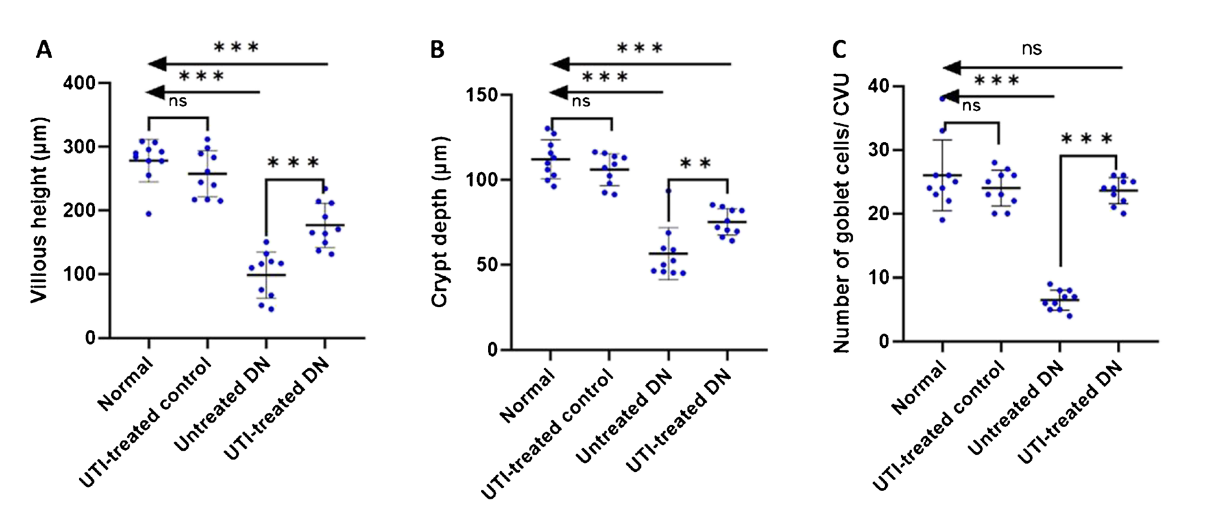 A
***
***
ns
***
Villous height (µm)
400
300
200
100
0
Normal
UTI-treated control
Untreated DN
UTI-treated DN
B
***
***
ns
**
Crypt depth (µm)
150
100
50
0
Normal
UTI-treated control
Untreated DN
UTI-treated DN
C
ns
***
ns
***
Number of goblet cells/ CVU
40
30
20
10
0
Normal
UTI-treated control
Untreated DN
UTI-treated DN